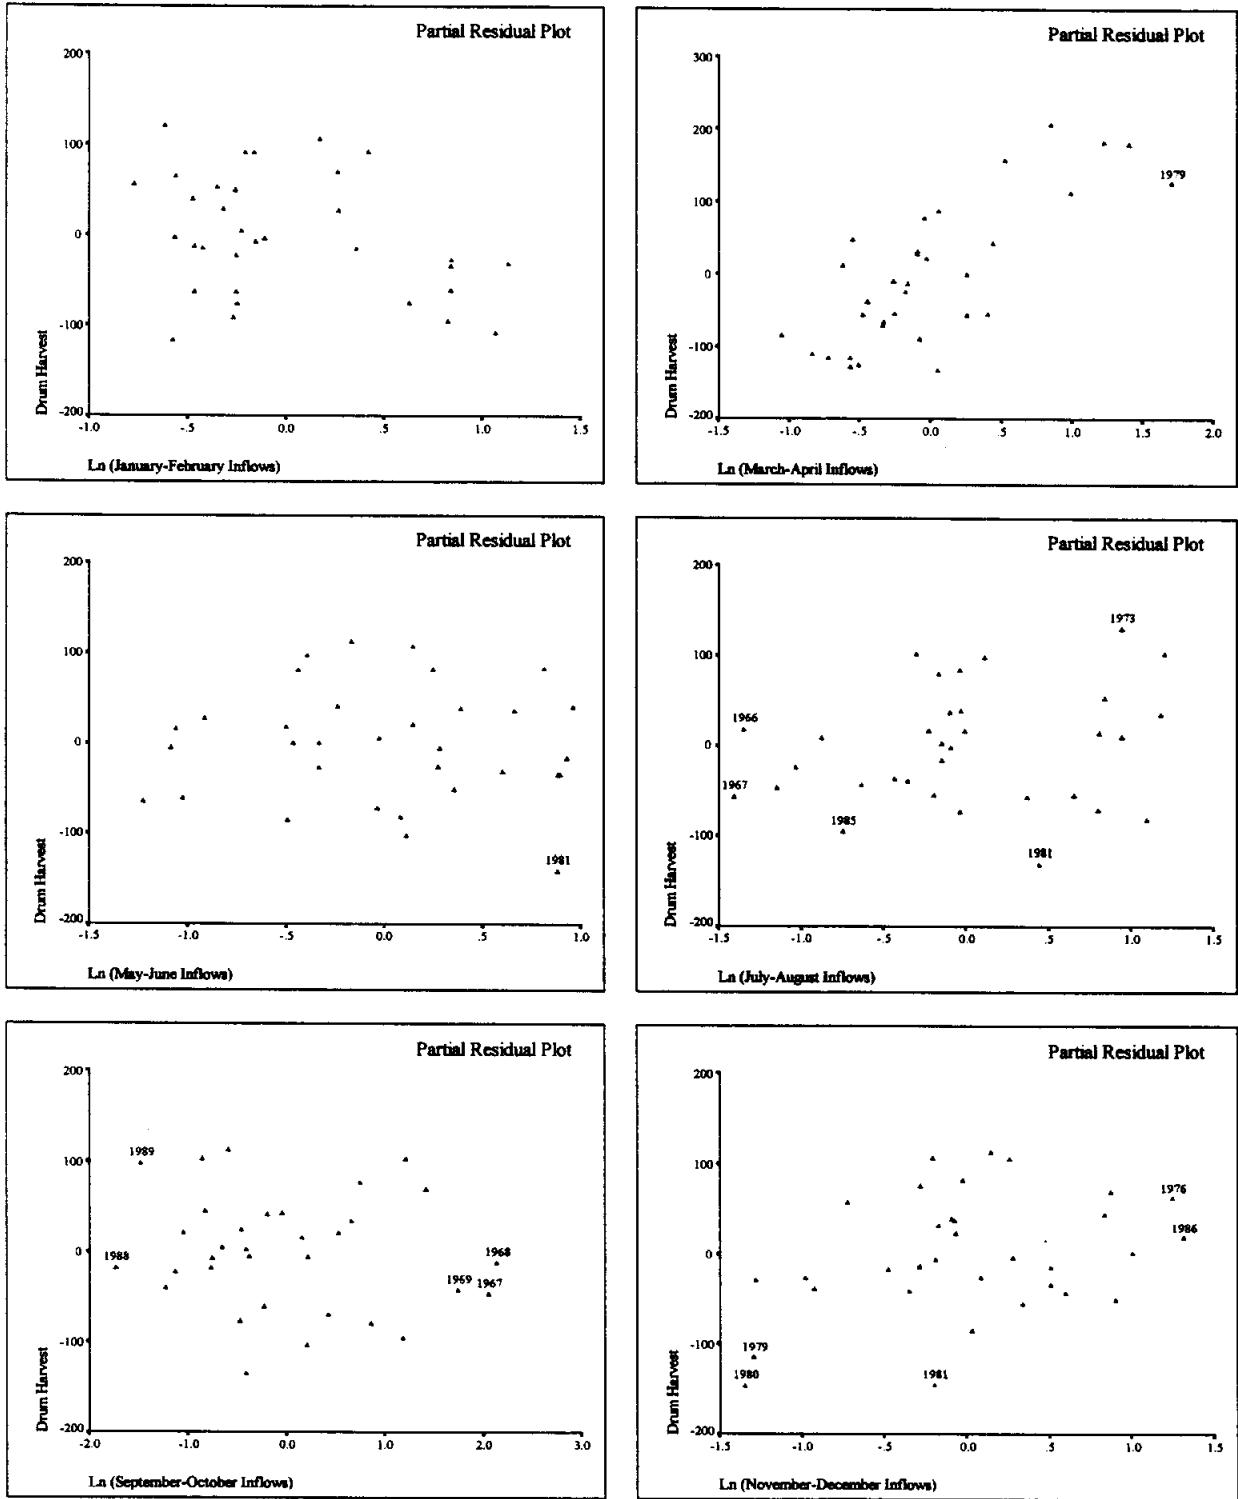 Partial Residual Plot
200
100
0
-100
-200
Drum Harvest
-1.0 -.5 0.0 .5 1.0 1.5
Ln (January-February Inflows)
Partial Residual Plot
300
200
100
0
-100
-200
1979
Drum Harvest
-1.5 -1.0 -.5 0.0 .5 1.0 1.5 2.0
Ln (March-April Inflows)
Partial Residual Plot
200
100
0
-100
-200
1981
Drum Harvest
-1.5 -1.0 -.5 0.0 .5 1.0
Ln (May-June Inflows)
Partial Residual Plot
200
100
0
-100
-200
1973
1966
1967
1985
1981
Drum Harvest
-1.5 -1.0 -.5 0.0 .5 1.0 1.5
Ln (July-August Inflows)
Partial Residual Plot
200
100
0
-100
-200
1989
1988
1968
1969 1967
Drum Harvest
-2.0 -1.0 0.0 1.0 2.0 3.0
Ln (September-October Inflows)
Partial Residual Plot
200
100
0
-100
-200
1976
1986
1979
1980
1981
Drum Harvest
-1.5 -1.0 -.5 0.0 .5 1.0 1.5
Ln (November-December Inflows)